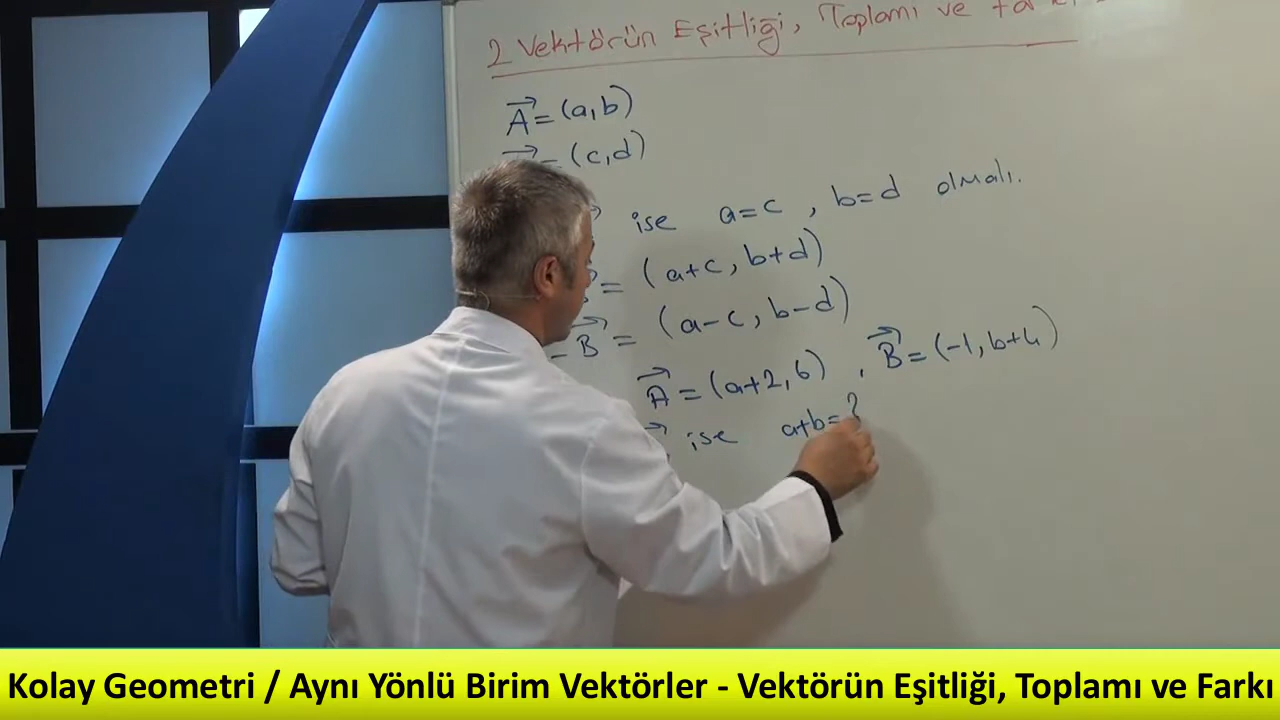 2 Vektörün Eşitliği, Toplamı ve
A = (a,b)
= (c,d)
ise a=c , b=d olmalı.
= (a+c, b+d)
- B = (a-c, b-d)
A = (a+2, 6) , B = (-1, b+4)
ise a+b=?
Kolay Geometri / Aynı Yönlü Birim Vektörler - Vektörün Eşitliği, Toplamı ve Farkı